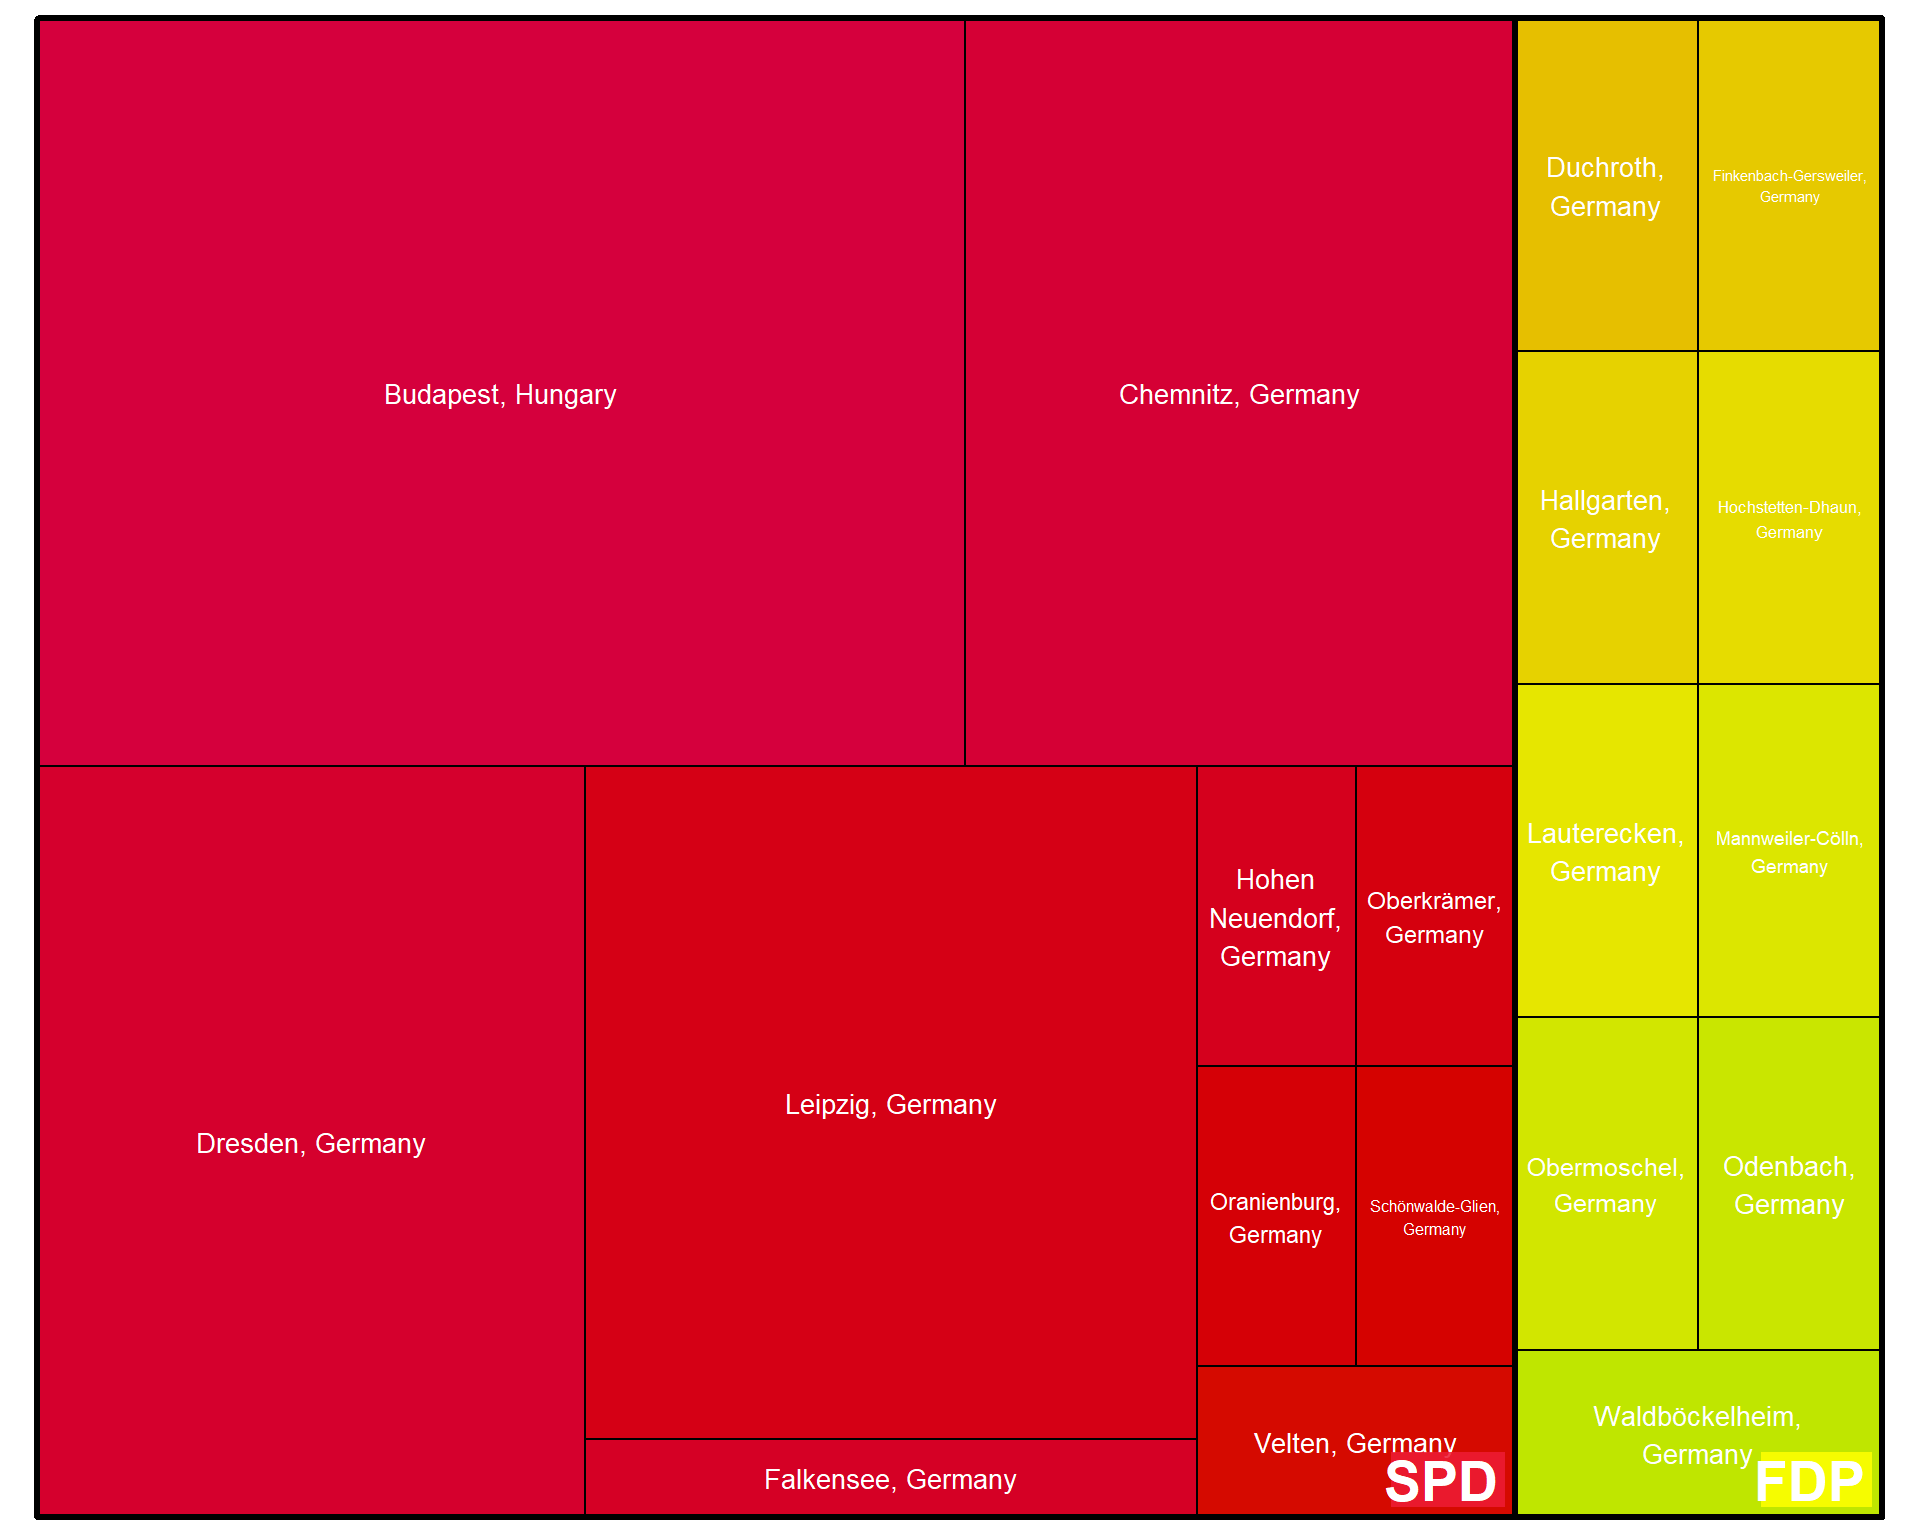 Budapest, Hungary
Chemnitz, Germany
Duchroth,
Germany
Finkenbach-Gersweiler,
Germany
Hallgarten,
Germany
Hochstetten-Dhaun,
Germany
Lauterecken,
Germany
Mannweiler-Cölln,
Germany
Dresden, Germany
Leipzig, Germany
Hohen
Neuendorf,
Germany
Oberkrämer,
Germany
Oranienburg,
Germany
Schönwalde-Glien,
Germany
Obermoschel,
Germany
Odenbach,
Germany
Falkensee, Germany
Velten, Germany
SPD
Waldböckelheim,
Germany
FDP